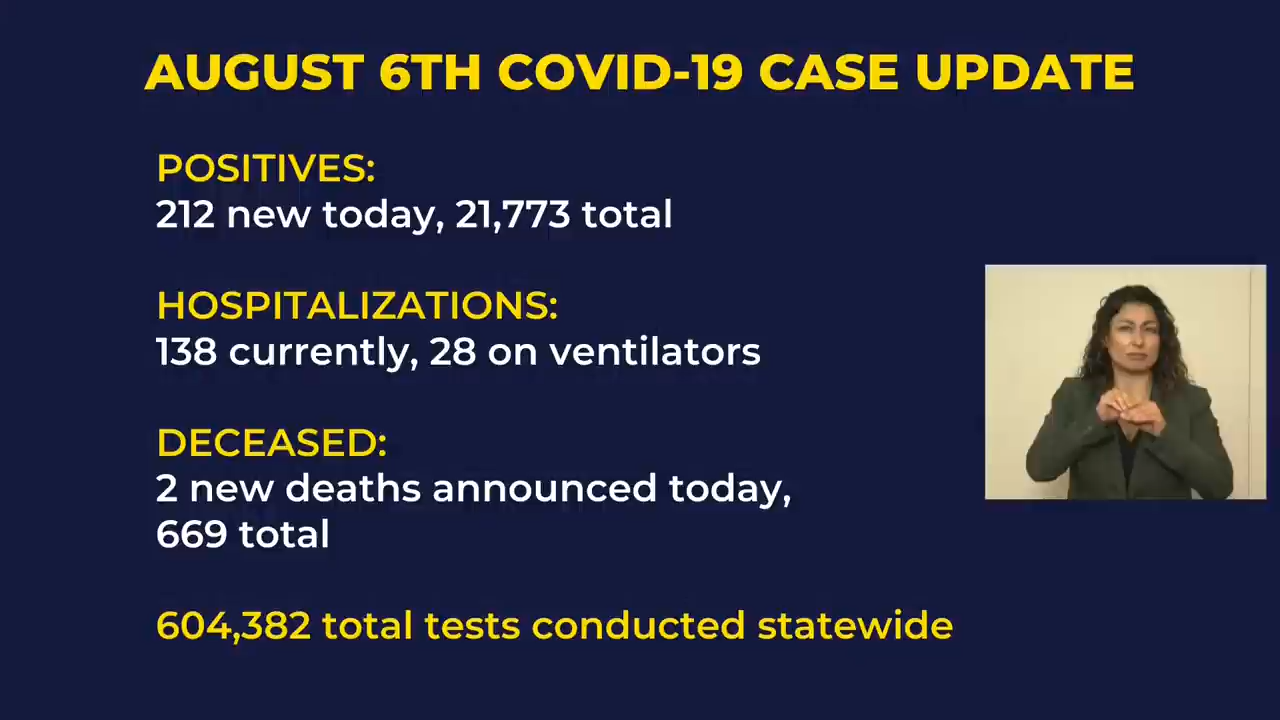 AUGUST 6TH COVID-19 CASE UPDATE
POSITIVES:
212 new today, 21,773 total
HOSPITALIZATIONS:
138 currently, 28 on ventilators
DECEASED:
2 new deaths announced today,
669 total
604,382 total tests conducted statewide